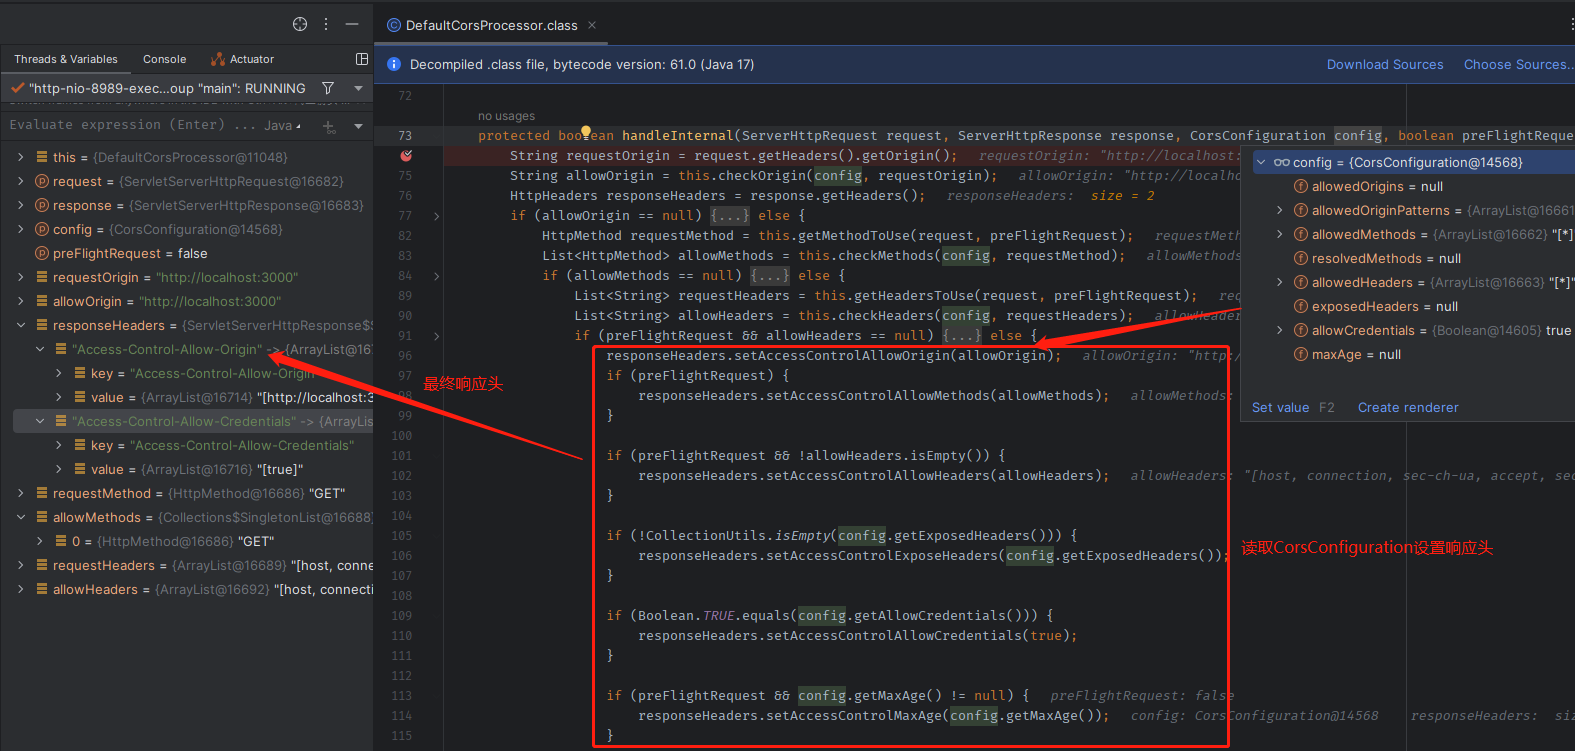 DefaultCorsProcessor.class
Threads & Variables Console Actuator
Decompiled .class file, bytecode version: 61.0 (Java 17) Download Sources Choose Sources...
"http-nio-8989-exec...oup "main": RUNNING
Evaluate expression (Enter) ... Java
this = {DefaultCorsProcessor@11048}
request = {ServletServerHttpRequest@16682}
response = {ServletServerHttpResponse@16683}
config = {CorsConfiguration@14568}
preFlightRequest = false
requestOrigin = "http://localhost:3000"
allowOrigin = "http://localhost:3000"
responseHeaders = {ServletServerHttpResponse$S
"Access-Control-Allow-Origin" -> {ArrayList@167
key = "Access-Control-Allow-Origin
value = {ArrayList@16714} "[http://localhost:3
"Access-Control-Allow-Credentials" -> {ArrayList
key = "Access-Control-Allow-Credentials"
value = {ArrayList@16716} "[true]"
requestMethod = {HttpMethod@16686} "GET"
allowMethods = {Collections$SingletonList@16688}
0 = {HttpMethod@16686} "GET"
requestHeaders = {ArrayList@16689} "[host, conne
allowHeaders = {ArrayList@16692} "[host, connecti
72
no usages
73 protected boolean handleInternal(ServerHttpRequest request, ServerHttpResponse response, CorsConfiguration config, boolean preFlightReque
String requestOrigin = request.getHeaders().getOrigin(); requestOrigin: "http://localhost:
75 String allowOrigin = this.checkOrigin(config, requestOrigin); allowOrigin: "http://localho
76 HttpHeaders responseHeaders = response.getHeaders(); responseHeaders: size = 2
77 if (allowOrigin == null) {...} else {
82 HttpMethod requestMethod = this.getMethodToUse(request, preFlightRequest); requestMeth
83 List<HttpMethod> allowMethods = this.checkMethods(config, requestMethod); allowMethods
84 if (allowMethods == null) {...} else {
89 List<String> requestHeaders = this.getHeadersToUse(request, preFlightRequest); req
90 List<String> allowHeaders = this.checkHeaders(config, requestHeaders); allowHeader
91 if (preFlightRequest && allowHeaders == null) {...} else {
96 responseHeaders.setAccessControlAllowOrigin(allowOrigin); allowOrigin: "http:/
97 if (preFlightRequest) {
98 responseHeaders.setAccessControlAllowMethods(allowMethods); allowMethods:
99 }
100
101 if (preFlightRequest && !allowHeaders.isEmpty()) {
102 responseHeaders.setAccessControlAllowHeaders(allowHeaders); allowHeaders: "[host, connection, sec-ch-ua, accept, sec
103 }
104
105 if (!CollectionUtils.isEmpty(config.getExposedHeaders())) {
106 responseHeaders.setAccessControlExposeHeaders(config.getExposedHeaders());
107 }
108
109 if (Boolean.TRUE.equals(config.getAllowCredentials())) {
110 responseHeaders.setAccessControlAllowCredentials(true);
111 }
112
113 if (preFlightRequest && config.getMaxAge() != null) { preFlightRequest: false
114 responseHeaders.setAccessControlMaxAge(config.getMaxAge()); config: CorsConfiguration@14568 responseHeaders: siz
115 }
config = {CorsConfiguration@14568}
allowedOrigins = null
allowedOriginPatterns = {ArrayList@16661
allowedMethods = {ArrayList@16662} "[*]
resolvedMethods = null
allowedHeaders = {ArrayList@16663} "[*]"
exposedHeaders = null
allowCredentials = {Boolean@14605} true
maxAge = null
Set value F2 Create renderer
最终响应头
读取CorsConfiguration设置响应头